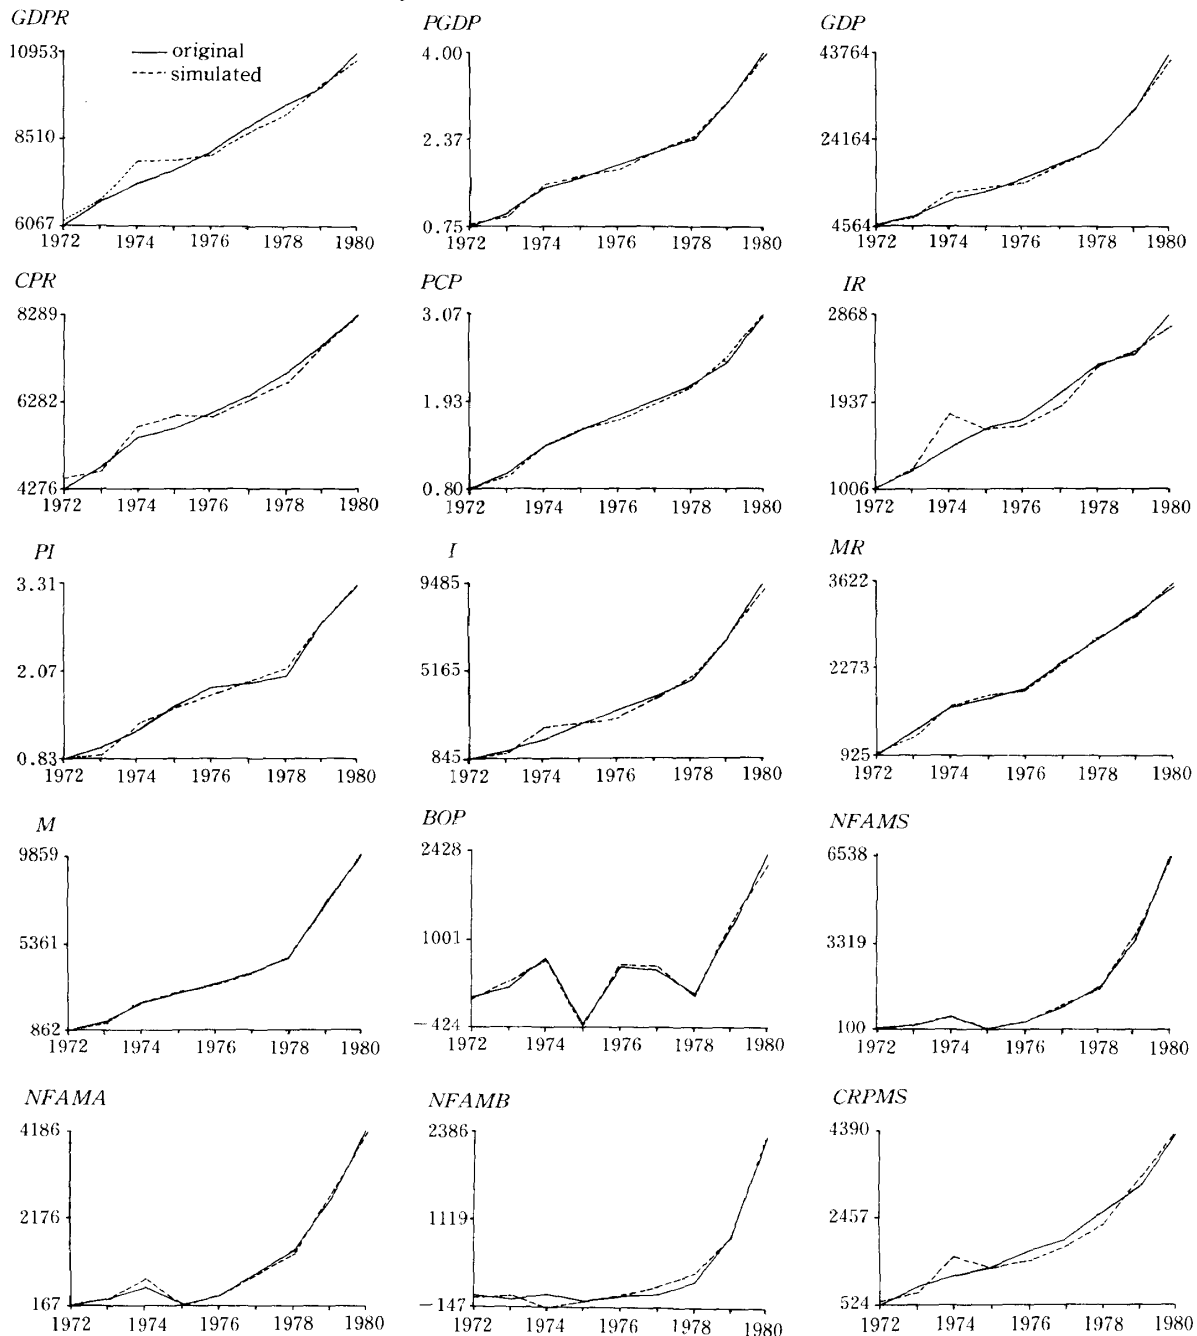 GDPR
10953
8510
6067
1972 1974 1976 1978 1980
original
simulated
PGDP
4.00
2.37
0.75
1972 1974 1976 1978 1980
GDP
43764
24164
4564
1972 1974 1976 1978 1980
CPR
8289
6282
4276
1972 1974 1976 1978 1980
PCP
3.07
1.93
0.80
1972 1974 1976 1978 1980
IR
2868
1937
1006
1972 1974 1976 1978 1980
PI
3.31
2.07
0.83
1972 1974 1976 1978 1980
I
9485
5165
845
1972 1974 1976 1978 1980
MR
3622
2273
925
1972 1974 1976 1978 1980
M
9859
5361
862
1972 1974 1976 1978 1980
BOP
2428
1001
−424
1972 1974 1976 1978 1980
NFAMS
6538
3319
100
1972 1974 1976 1978 1980
NFAMA
4186
2176
167
1972 1974 1976 1978 1980
NFAMB
2386
1119
−147
1972 1974 1976 1978 1980
CRPMS
4390
2457
524
1972 1974 1976 1978 1980